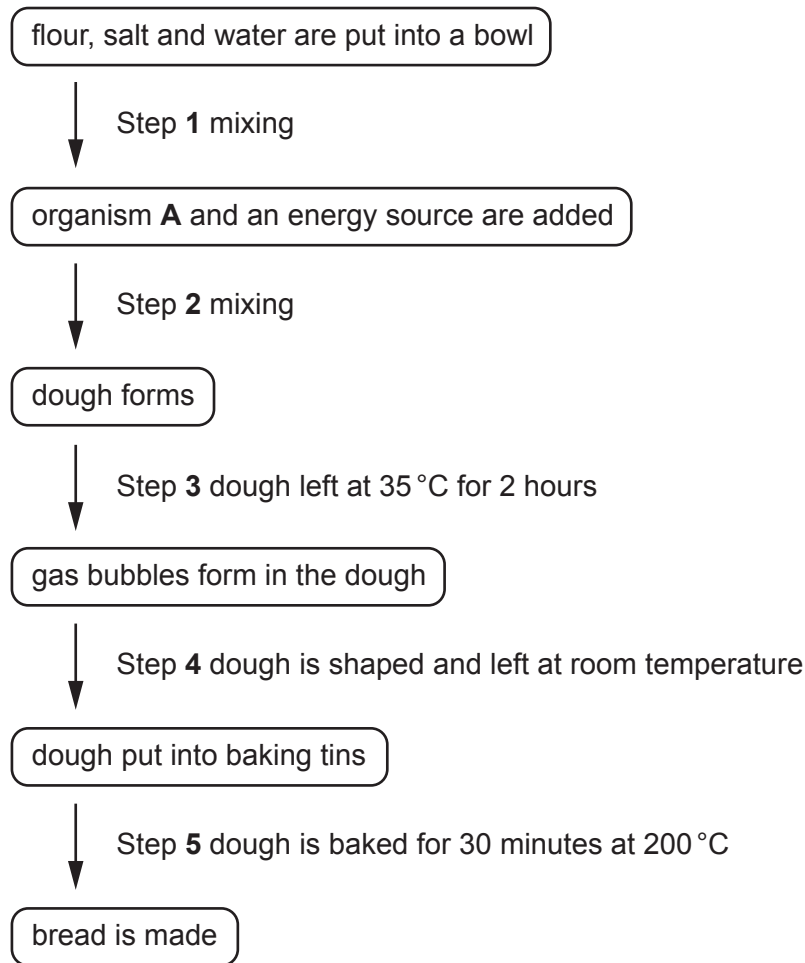 flour, salt and water are put into a bowl
Step 1 mixing
organism A and an energy source are added
Step 2 mixing
dough forms
Step 3 dough left at 35 °C for 2 hours
gas bubbles form in the dough
Step 4 dough is shaped and left at room temperature
dough put into baking tins
Step 5 dough is baked for 30 minutes at 200 °C
bread is made